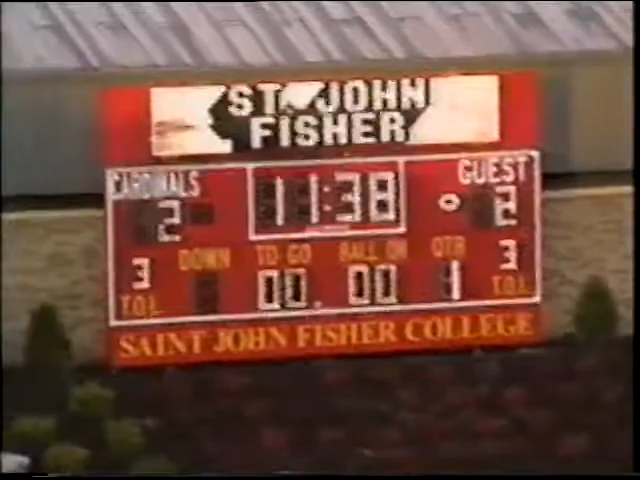 ST. JOHN
FISHER
CARDINALS 11:38 GUEST
2 2
DOWN TO GO BALL ON QTR
3 00. 00 1 3
T.O.L. T.O.L.
SAINT JOHN FISHER COLLEGE